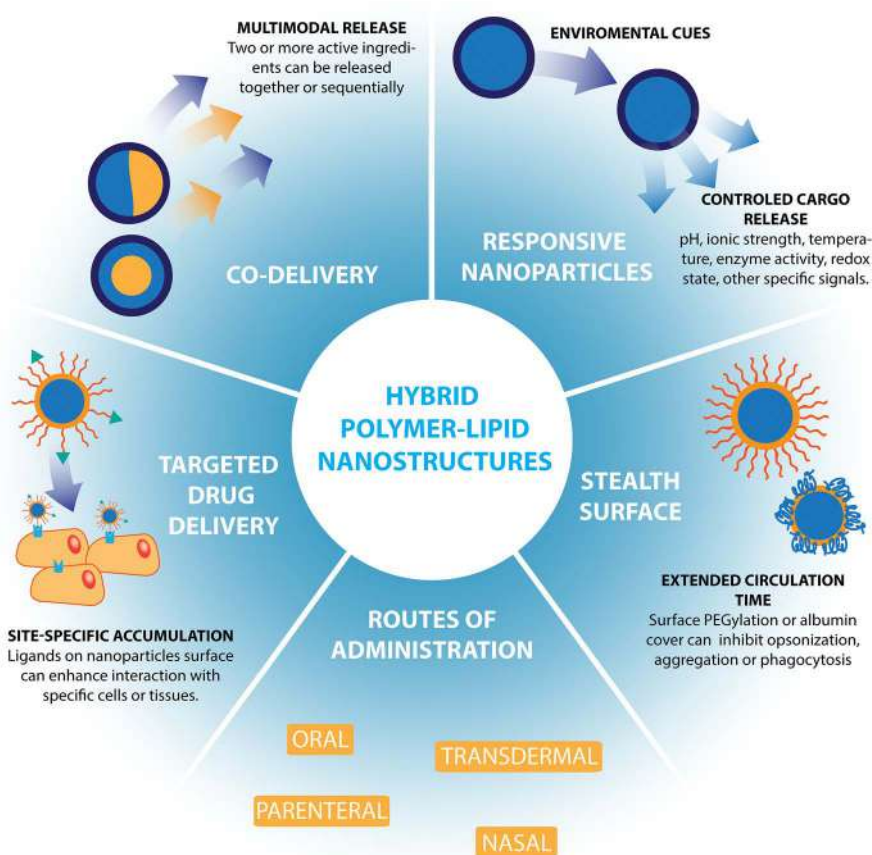 MULTIMODAL RELEASE
Two or more active ingredi-
ents can be released
together or sequentially
CO-DELIVERY
ENVIROMENTAL CUES
RESPONSIVE
NANOPARTICLES
CONTROLED CARGO
RELEASE
pH, ionic strength, tempera-
ture, enzyme activity, redox
state, other specific signals.
HYBRID
POLYMER-LIPID
NANOSTRUCTURES
TARGETED
DRUG
DELIVERY
SITE-SPECIFIC ACCUMULATION
Ligands on nanoparticles surface
can enhance interaction with
specific cells or tissues.
STEALTH
SURFACE
EXTENDED CIRCULATION
TIME
Surface PEGylation or albumin
cover can inhibit opsonization,
aggregation or phagocytosis
ROUTES OF
ADMINISTRATION
ORAL
TRANSDERMAL
PARENTERAL
NASAL